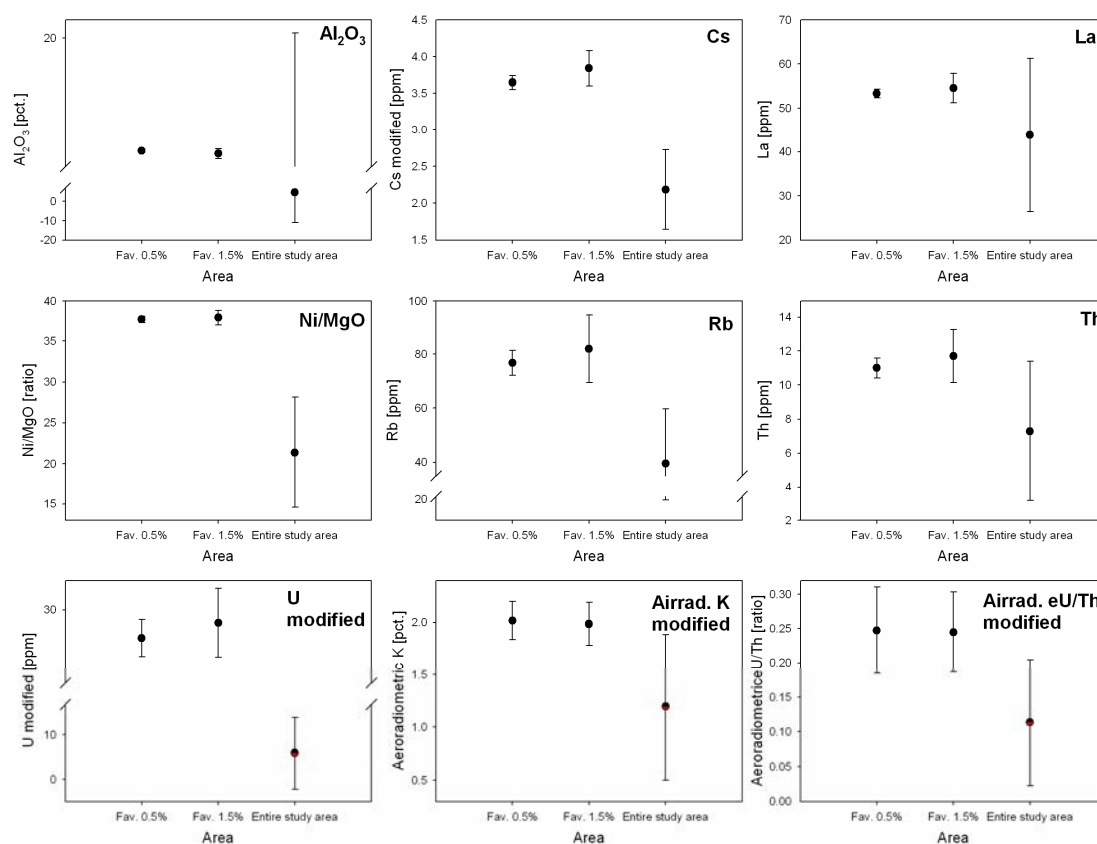 Al2O3
Al2O3 [pct.]
20
0
-10
-20
Fav. 0.5% Fav. 1.5% Entire study area
Area
Cs
Cs modified [ppm]
4.5
4.0
3.5
3.0
2.5
2.0
1.5
Fav. 0.5% Fav. 1.5% Entire study area
Area
La
La [ppm]
70
60
50
40
30
20
Fav. 0.5% Fav. 1.5% Entire study area
Area
Ni/MgO
Ni/MgO [ratio]
40
35
30
25
20
15
Fav. 0.5% Fav. 1.5% Entire study area
Area
Rb
Rb [ppm]
100
80
60
40
20
Fav. 0.5% Fav. 1.5% Entire study area
Area
Th
Th [ppm]
14
12
10
8
6
4
2
Fav. 0.5% Fav. 1.5% Entire study area
Area
U
modified
U modified [ppm]
30
10
0
Fav. 0.5% Fav. 1.5% Entire study area
Area
Airrad. K
modified
Aeroradiometric K [pct.]
2.0
1.5
1.0
0.5
Fav. 0.5% Fav. 1.5% Entire study area
Area
Airrad. eU/Th
modified
AeroradiometriceU/Th [ratio]
0.30
0.25
0.20
0.15
0.10
0.05
0.00
Fav. 0.5% Fav. 1.5% Entire study area
Area